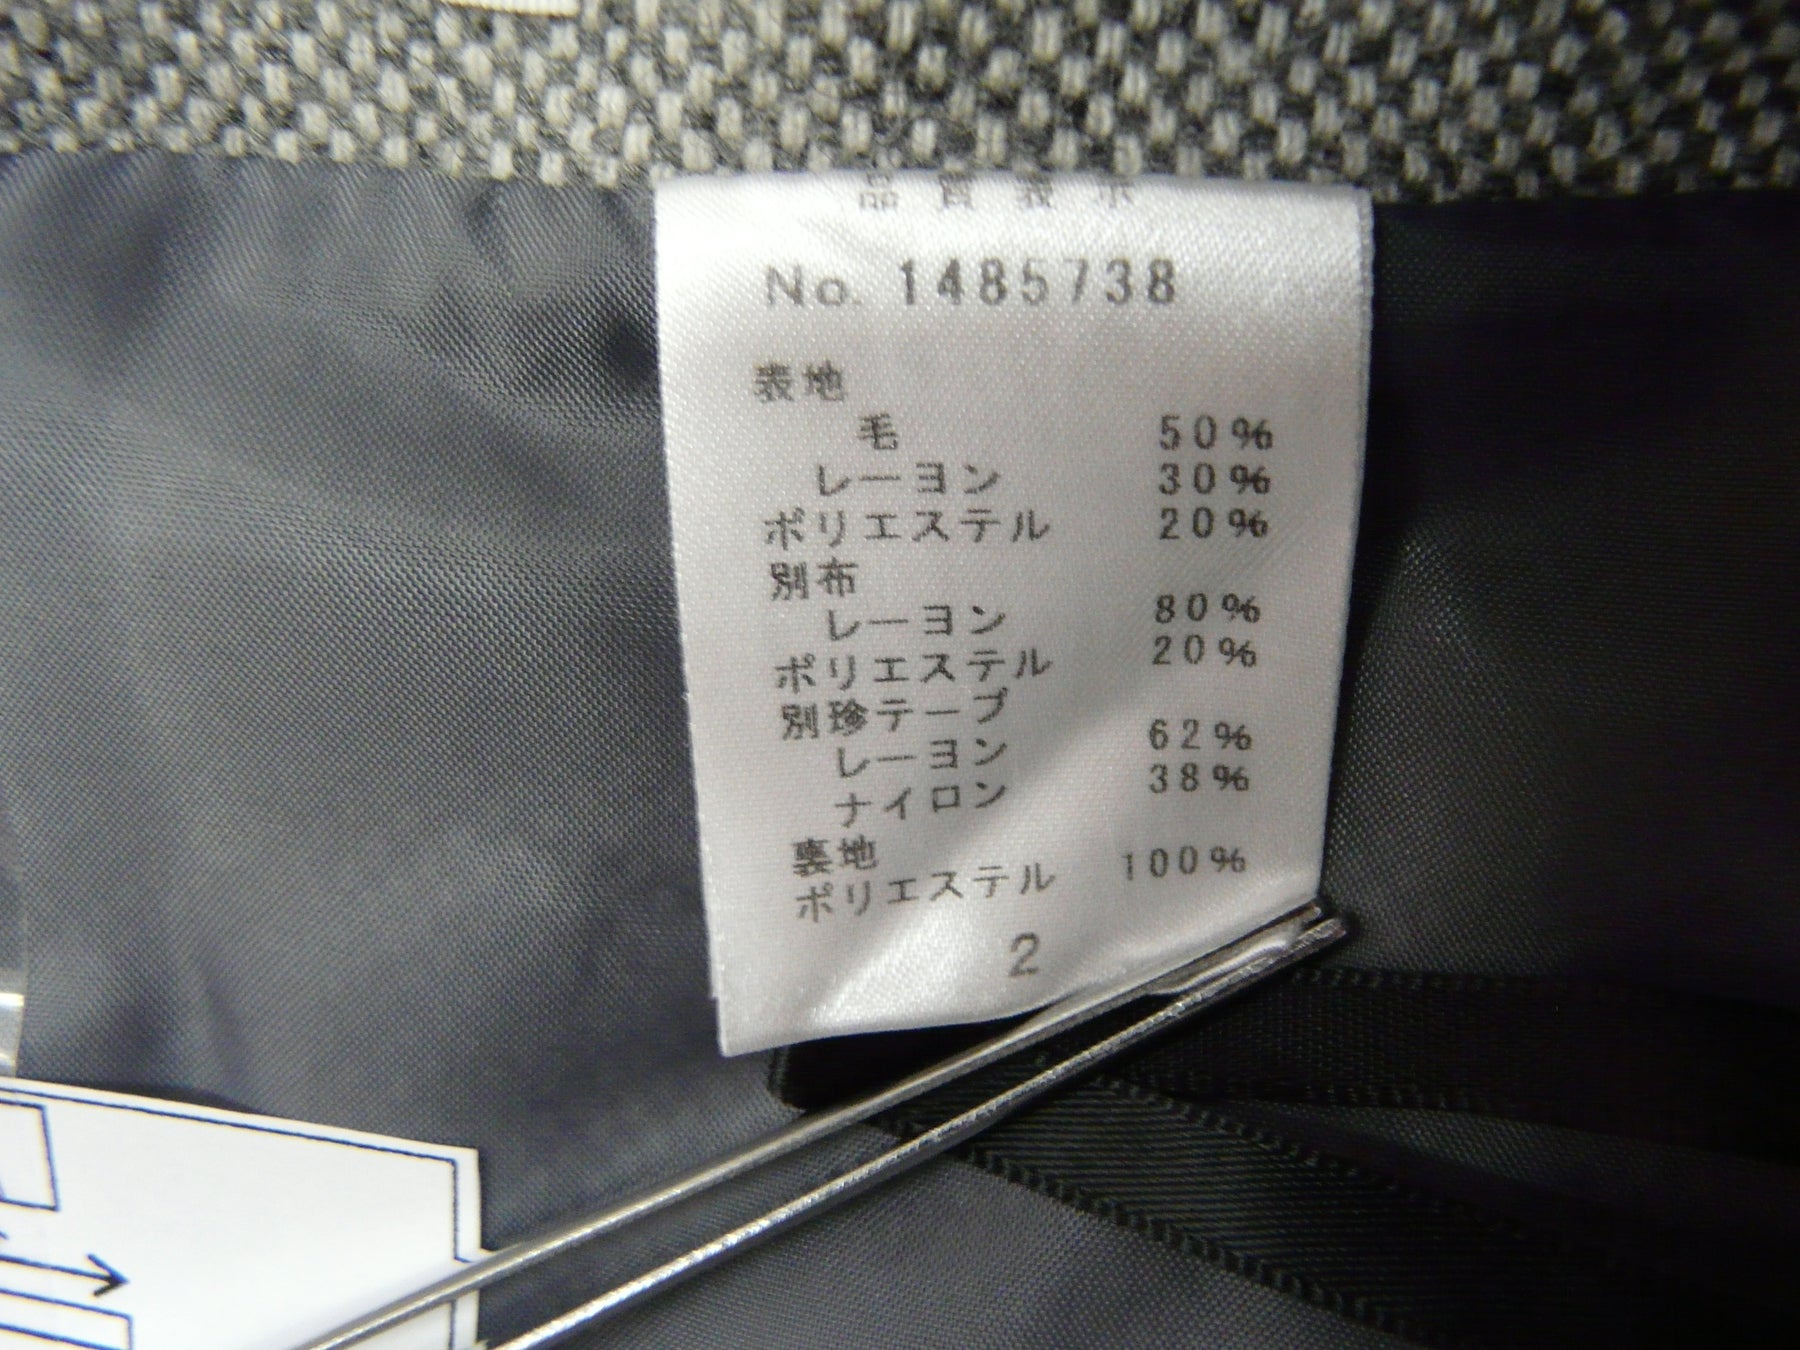 品質表示
No. 1485738
表地
毛 50%
レーヨン 30%
ポリエステル 20%
別布
レーヨン 80%
ポリエステル 20%
別珍テープ
レーヨン 62%
ナイロン 38%
裏地
ポリエステル 100%
2